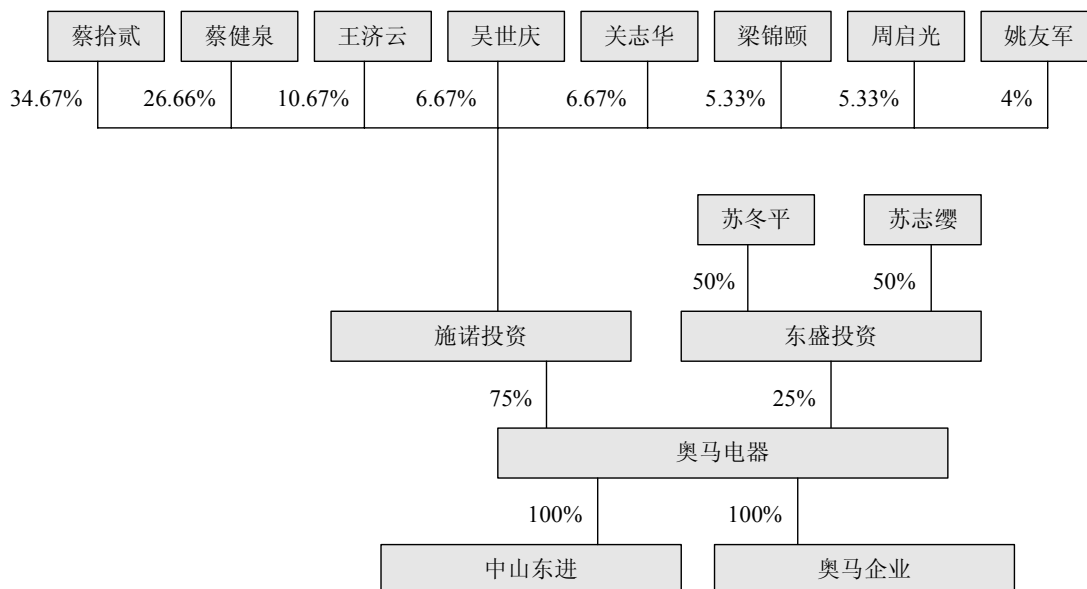 蔡拾贰 蔡健泉 王济云 吴世庆 关志华 梁锦颐 周启光 姚友军
34.67% 26.66% 10.67% 6.67% 6.67% 5.33% 5.33% 4%
苏冬平 苏志缨
50% 50%
施诺投资 东盛投资
75% 25%
奥马电器
100% 100%
中山东进 奥马企业